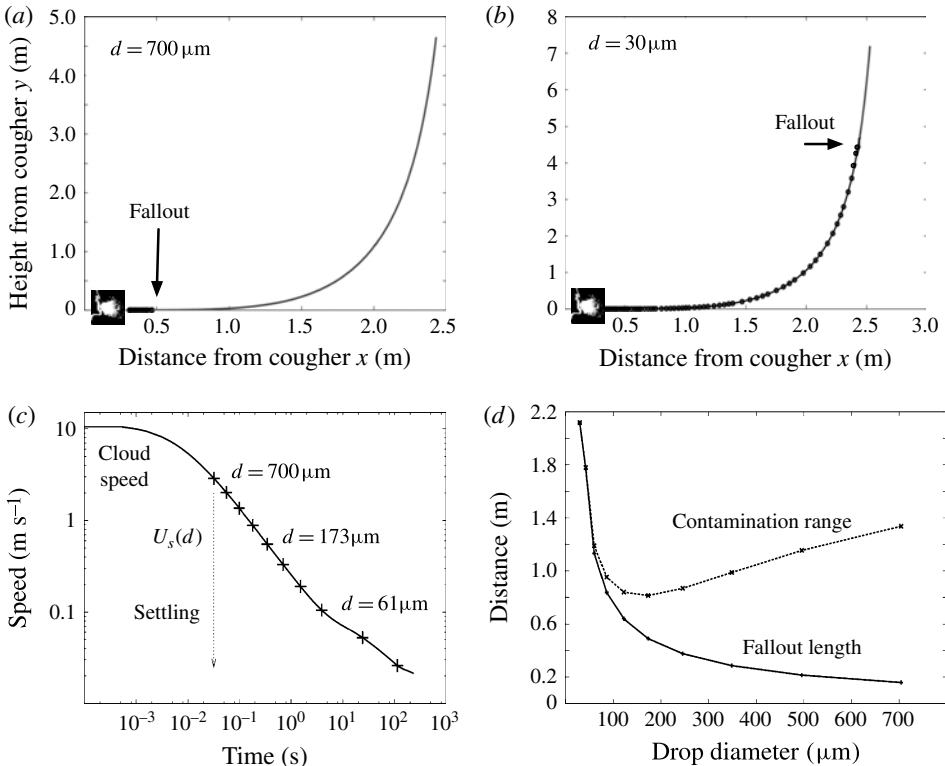 (a)
5.0
4.0
3.0
2.0
1.0
0
Height from cougher y (m)
d = 700 μm
Fallout
0.5
1.0
1.5
2.0
2.5
Distance from cougher x (m)
(b)
8
7
6
5
4
3
2
1
0
d = 30 μm
Fallout
0.5
1.0
1.5
2.0
2.5
3.0
Distance from cougher x (m)
(c)
10
1
0.1
Speed (m s⁻¹)
Cloud
speed
d = 700 μm
Uₛ(d)
d = 173 μm
Settling
d = 61 μm
10⁻³
10⁻²
10⁻¹
10⁰
10¹
10²
10³
Time (s)
(d)
2.2
1.8
1.4
1.0
0.6
0.2
0
Distance (m)
Contamination range
Fallout length
100
200
300
400
500
600
700
Drop diameter (μm)